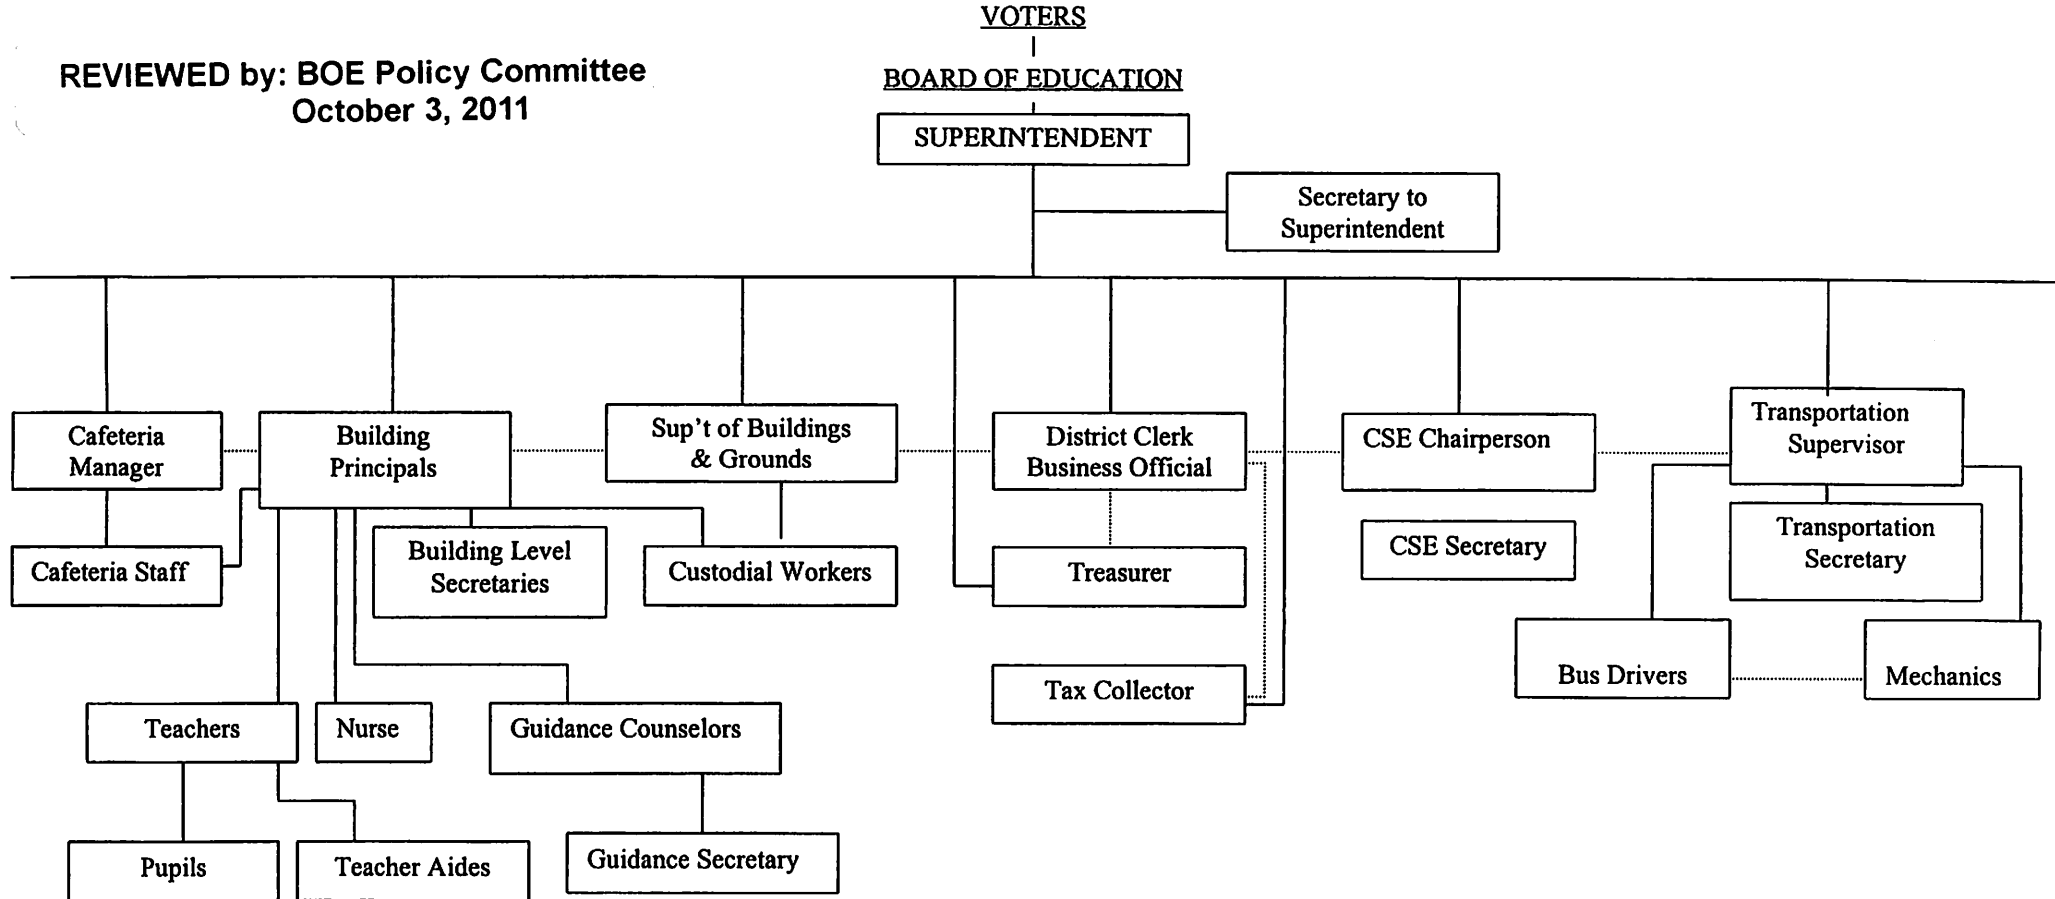 VOTERS
REVIEWED by: BOE Policy Committee
October 3, 2011
BOARD OF EDUCATION
SUPERINTENDENT
Secretary to
Superintendent
Cafeteria
Manager
Building
Principals
Sup't of Buildings
& Grounds
District Clerk
Business Official
CSE Chairperson
Transportation
Supervisor
Cafeteria Staff
Building Level
Secretaries
Custodial Workers
Treasurer
CSE Secretary
Transportation
Secretary
Tax Collector
Bus Drivers
Mechanics
Teachers
Nurse
Guidance Counselors
Pupils
Teacher Aides
Guidance Secretary